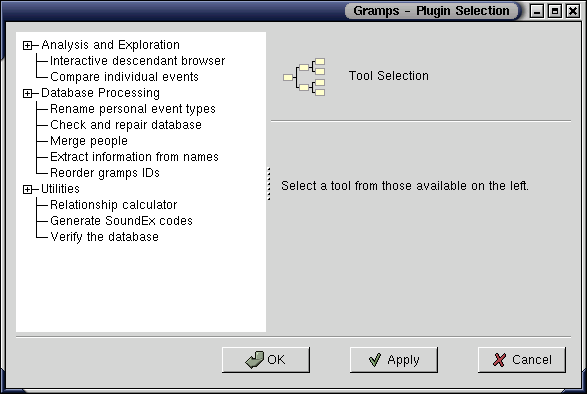 Gramps - Plugin Selection
Analysis and Exploration
Interactive descendant browser
Compare individual events
Database Processing
Rename personal event types
Check and repair database
Merge people
Extract information from names
Reorder gramps IDs
Utilities
Relationship calculator
Generate SoundEx codes
Verify the database
Tool Selection
Select a tool from those available on the left.
OK
Apply
Cancel